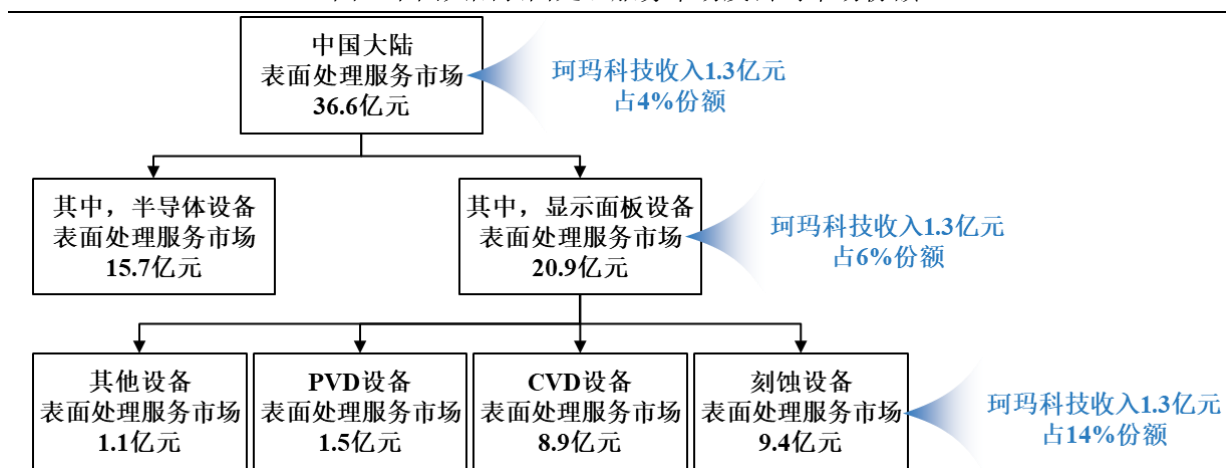 中国大陆
表面处理服务市场
36.6亿元
珂玛科技收入1.3亿元
占4%份额
其中，半导体设备
表面处理服务市场
15.7亿元
其中，显示面板设备
表面处理服务市场
20.9亿元
珂玛科技收入1.3亿元
占6%份额
其他设备
表面处理服务市场
1.1亿元
PVD设备
表面处理服务市场
1.5亿元
CVD设备
表面处理服务市场
8.9亿元
刻蚀设备
表面处理服务市场
9.4亿元
珂玛科技收入1.3亿元
占14%份额